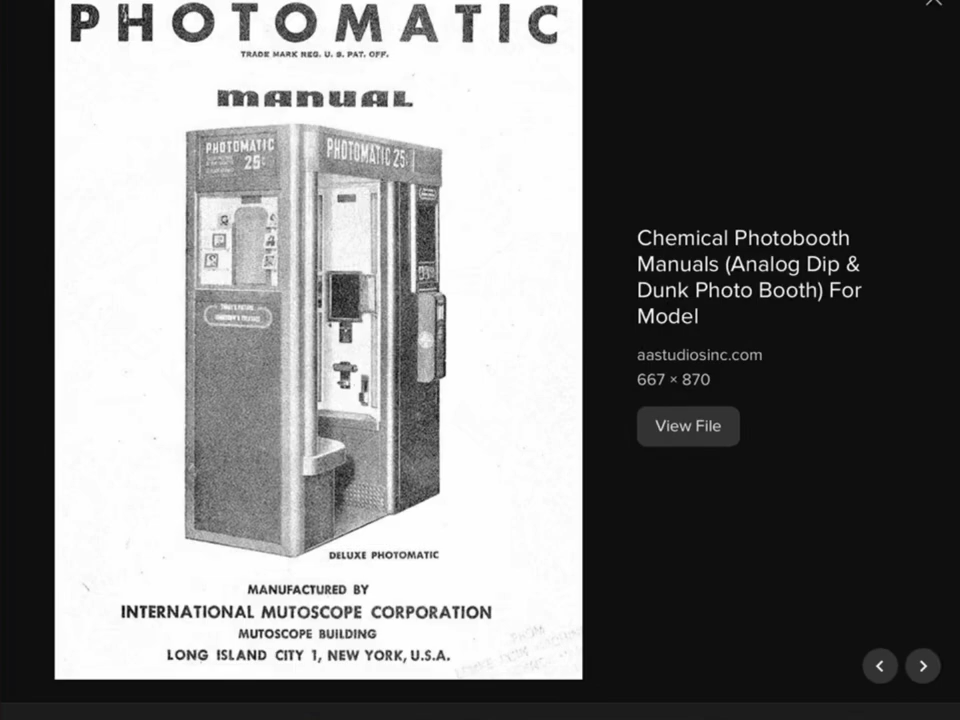 PHOTOMATIC
TRADE MARK REG. U. S. PAT. OFF.
manual
PHOTOMATIC
25¢
PHOTOMATIC 25¢
DELUXE PHOTOMATIC
MANUFACTURED BY
INTERNATIONAL MUTOSCOPE CORPORATION
MUTOSCOPE BUILDING
LONG ISLAND CITY 1, NEW YORK, U.S.A.
Chemical Photobooth
Manuals (Analog Dip &
Dunk Photo Booth) For
Model
aastudiosinc.com
667 × 870
View File